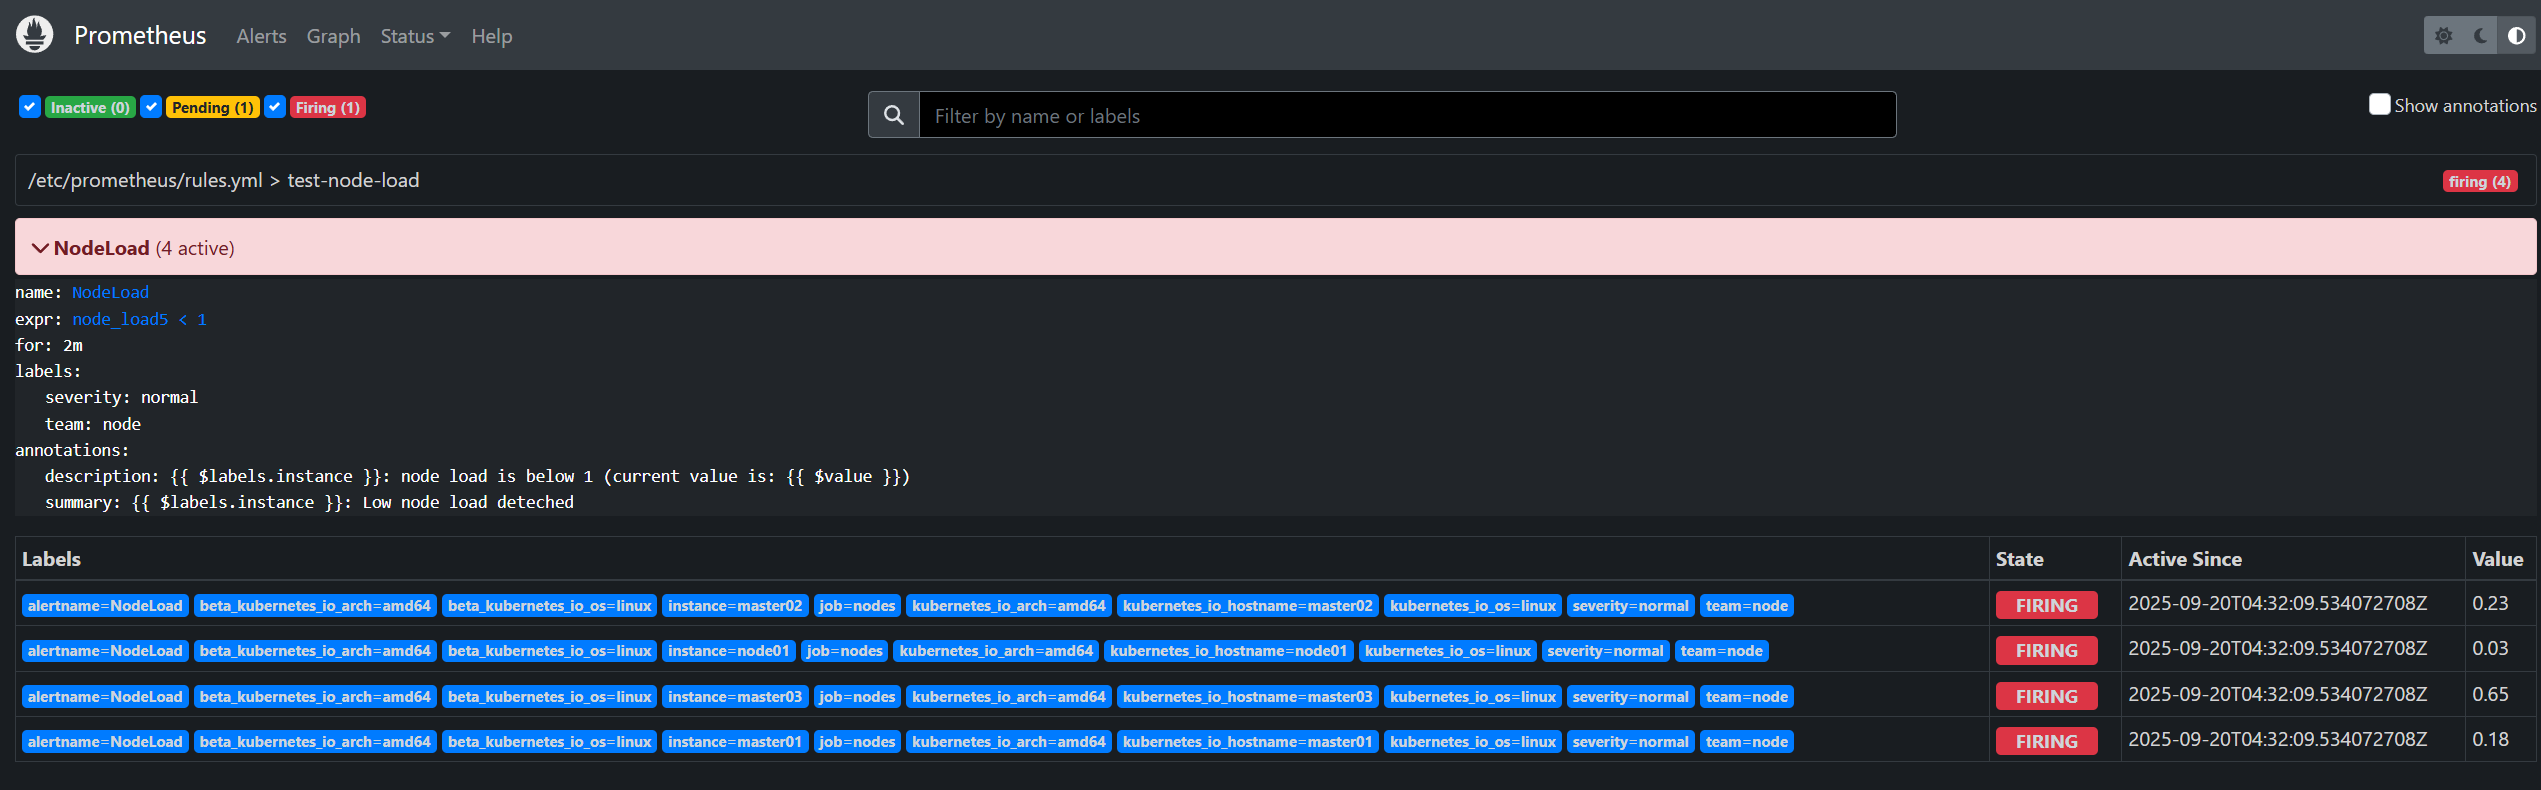 Prometheus Alerts Graph Status Help
Inactive (0) Pending (1) Firing (1)
Filter by name or labels
Show annotations
/etc/prometheus/rules.yml > test-node-load
firing (4)
NodeLoad (4 active)
name: NodeLoad
expr: node_load5 < 1
for: 2m
labels:
severity: normal
team: node
annotations:
description: {{ $labels.instance }}: node load is below 1 (current value is: {{ $value }})
summary: {{ $labels.instance }}: Low node load deteched
Labels State Active Since Value
alertname=NodeLoad beta_kubernetes_io_arch=amd64 beta_kubernetes_io_os=linux instance=master02 job=nodes kubernetes_io_arch=amd64 kubernetes_io_hostname=master02 kubernetes_io_os=linux severity=normal team=node FIRING 2025-09-20T04:32:09.534072708Z 0.23
alertname=NodeLoad beta_kubernetes_io_arch=amd64 beta_kubernetes_io_os=linux instance=node01 job=nodes kubernetes_io_arch=amd64 kubernetes_io_hostname=node01 kubernetes_io_os=linux severity=normal team=node FIRING 2025-09-20T04:32:09.534072708Z 0.03
alertname=NodeLoad beta_kubernetes_io_arch=amd64 beta_kubernetes_io_os=linux instance=master03 job=nodes kubernetes_io_arch=amd64 kubernetes_io_hostname=master03 kubernetes_io_os=linux severity=normal team=node FIRING 2025-09-20T04:32:09.534072708Z 0.65
alertname=NodeLoad beta_kubernetes_io_arch=amd64 beta_kubernetes_io_os=linux instance=master01 job=nodes kubernetes_io_arch=amd64 kubernetes_io_hostname=master01 kubernetes_io_os=linux severity=normal team=node FIRING 2025-09-20T04:32:09.534072708Z 0.18